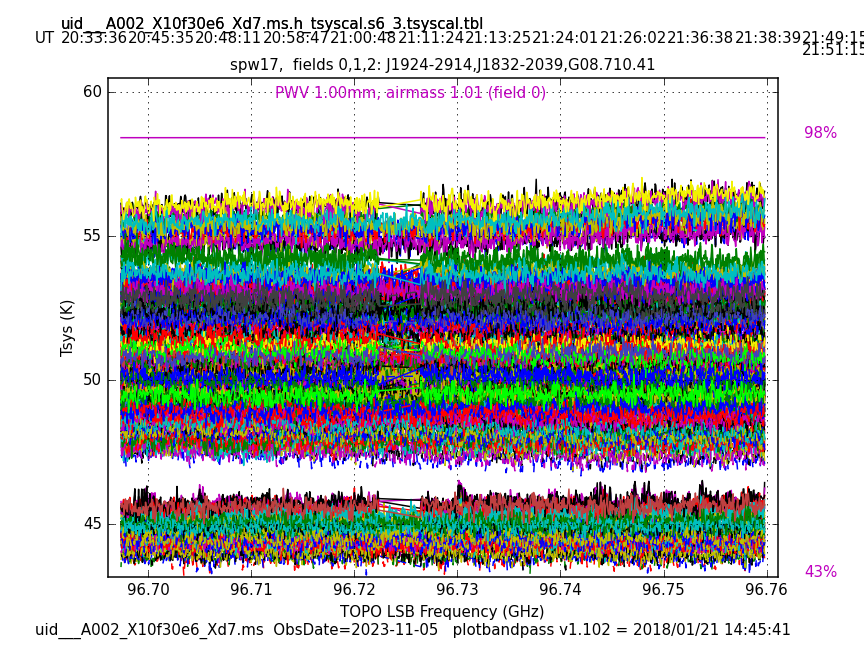 uid___A002_X10f30e6_Xd7.ms.h_tsyscal.s6_3.tsyscal.tbl
UT 20:33:36 20:45:35 20:48:11 20:58:47 21:00:48 21:11:24 21:13:25 21:24:01 21:26:02 21:36:38 21:38:39 21:49:15
21:51:15
spw17, fields 0,1,2: J1924-2914,J1832-2039,G08.710.41
PWV 1.00mm, airmass 1.01 (field 0)
60
98%
55
Tsys (K)
50
45
43%
96.70 96.71 96.72 96.73 96.74 96.75 96.76
TOPO LSB Frequency (GHz)
uid___A002_X10f30e6_Xd7.ms ObsDate=2023-11-05 plotbandpass v1.102 = 2018/01/21 14:45:41